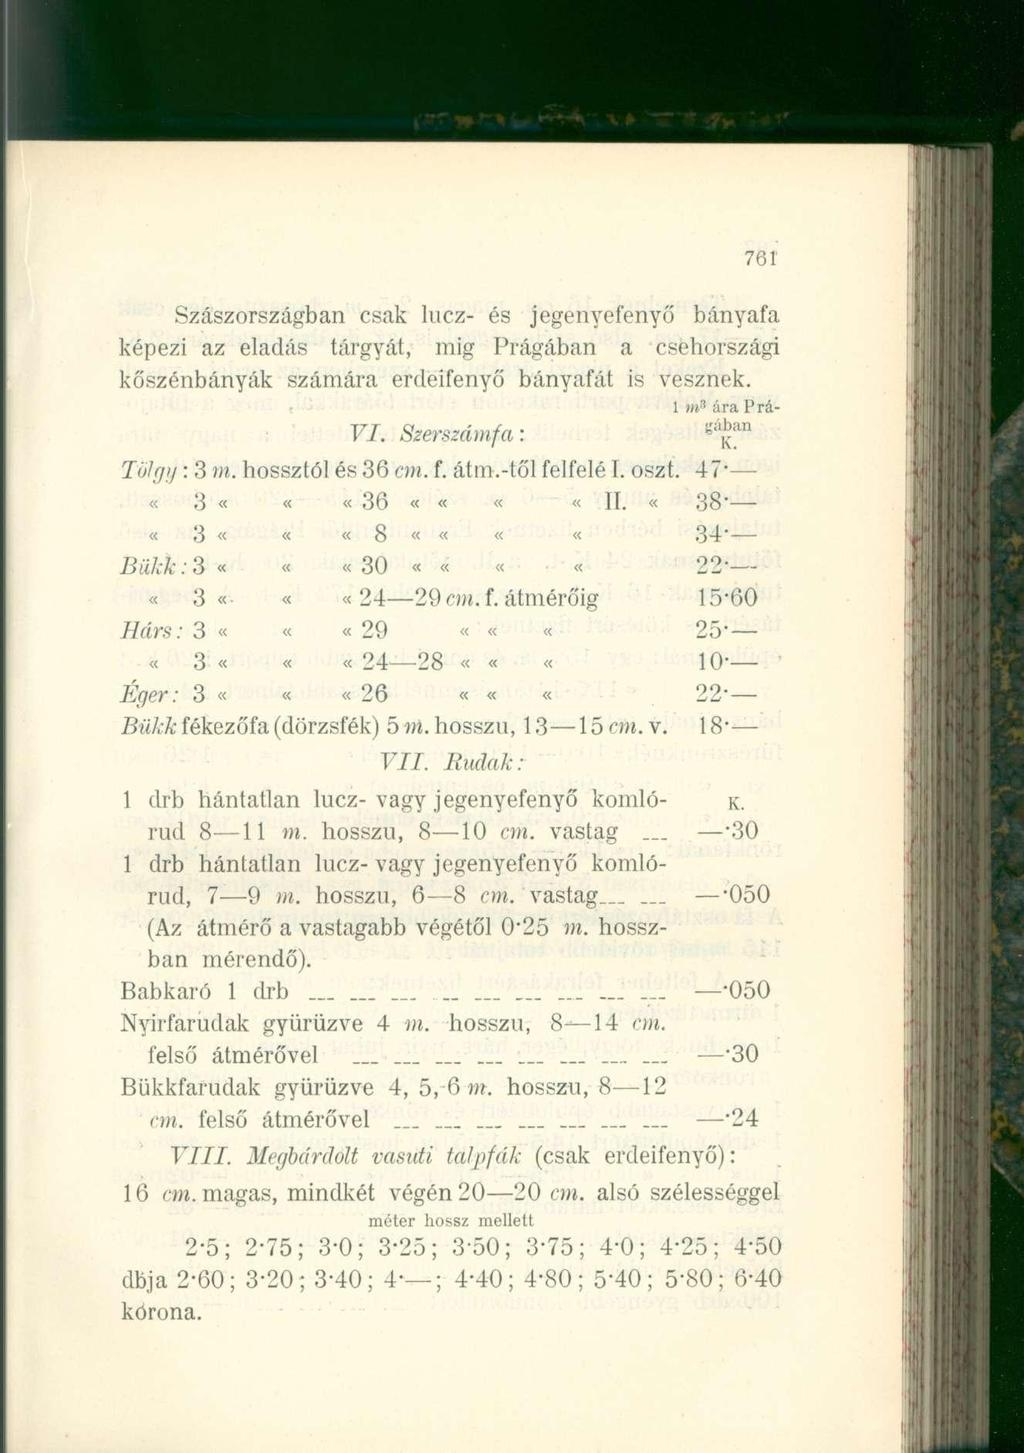 761
Szászországban csak lucz- és jegenyefenyő bányafa
képezi az eladás tárgyát, mig Prágában a csehországi
kőszénbányák számára erdeifenyő bányafát is vesznek.
1 m³ ára Prá-
gában
VI. Szerszámfa:
K.
Tölgy: 3 m. hossztól és 36 cm. f. átm.-től felfelé I. oszt. 47·—
« 3 « « « 36 « « « « II. « 38·—
« 3 « « « 8 « « « « 34·—
Bükk: 3 « « « 30 « « « « 22·—
« 3 « « « 24—29 cm. f. átmérőig 15·60
Hárs: 3 « « « 29 « « « 25·—
« 3 « « « 24—28 « « « 10·—
Éger: 3 « « « 26 « « « 22·—
Bükk fékezőfa (dörzsfék) 5 m. hosszu, 13—15 cm. v. 18·—
VII. Rudak:
1 drb hántatlan lucz- vagy jegenyefenyő komló- K.
rud 8—11 m. hosszu, 8—10 cm. vastag —·30
1 drb hántatlan lucz- vagy jegenyefenyő komló-
rud, 7—9 m. hosszu, 6—8 cm. vastag —·050
(Az átmérő a vastagabb végétől 0·25 m. hossz-
ban mérendő).
Babkaró 1 drb —·050
Nyirfarudak gyürüzve 4 m. hosszu, 8—14 cm.
felső átmérővel —·30
Bükkfarudak gyürüzve 4, 5, 6 m. hosszu, 8—12
cm. felső átmérővel —·24
VIII. Megbárdolt vasuti talpfák (csak erdeifenyő):
16 cm. magas, mindkét végén 20—20 cm. alsó szélességgel
méter hossz mellett
2·5; 2·75; 3·0; 3·25; 3·50; 3·75; 4·0; 4·25; 4·50
dbja 2·60; 3·20; 3·40; 4·—; 4·40; 4·80; 5·40; 5·80; 6·40
korona.